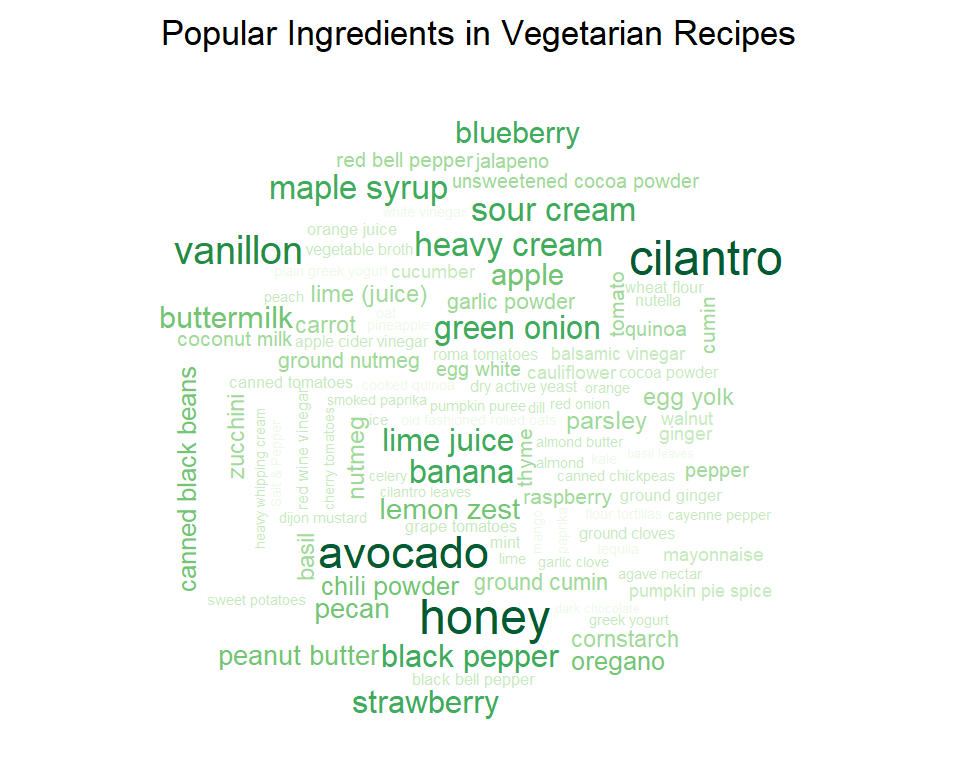 Popular Ingredients in Vegetarian Recipes
blueberry
red bell pepper
jalapeno
maple syrup
unsweetened cocoa powder
white vinegar
sour cream
orange juice
vanillon
vegetable broth
heavy cream
cilantro
plain greek yogurt
cucumber
apple
wheat flour
peach
lime (juice)
garlic powder
tomato
nutella
cumin
oat
buttermilk
carrot
pineapple
green onion
quinoa
coconut milk
apple cider vinegar
roma tomatoes
balsamic vinegar
ground nutmeg
egg white
cauliflower
cocoa powder
canned tomatoes
cooked quinoa
dry active yeast
orange
egg yolk
canned black beans
zucchini
heavy whipping cream
Salt & Pepper
red wine vinegar
cherry tomatoes
smoked paprika
nutmeg
pumpkin puree
dill
red onion
ice
old fashioned rolled oats
parsley
walnut
lime juice
thyme
almond butter
ginger
kale
basil leaves
banana
almond
celery
canned chickpeas
pepper
cilantro leaves
raspberry
ground ginger
lemon zest
dijon mustard
grape tomatoes
mango
paprika
flour tortillas
cayenne pepper
ground cloves
basil
avocado
mint
tequila
lime
garlic clove
mayonnaise
chili powder
ground cumin
agave nectar
pumpkin pie spice
sweet potatoes
pecan
honey
dark chocolate
greek yogurt
cornstarch
peanut butter
black pepper
oregano
black bell pepper
strawberry